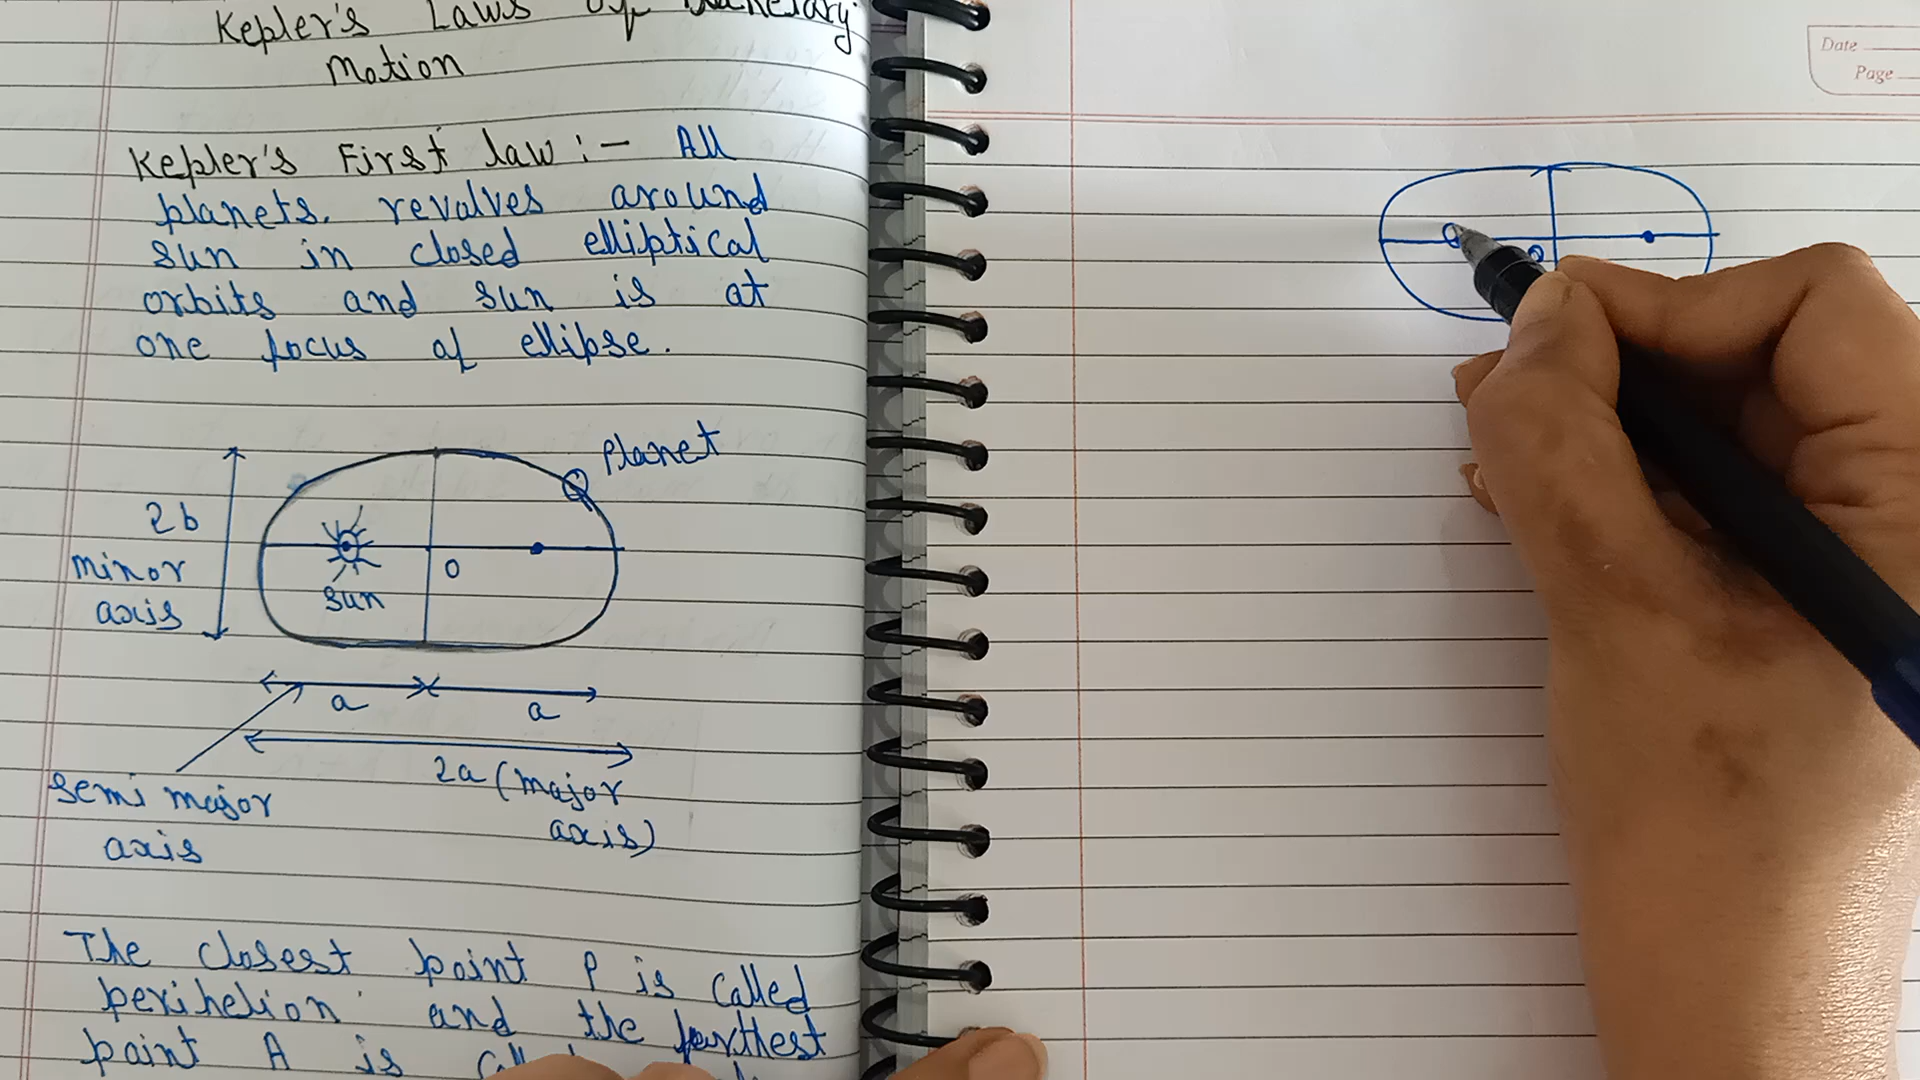 Kepler's Laws of Planetary
Motion
Kepler's First law :- All
planets. revolves around
sun in closed elliptical
orbits and sun is at
one focus of ellipse.
Planet
2b
minor
axis
O
sun
a
a
2a (major
axis)
semi major
axis
The closest point P is called
perihelion and the farthest
point A is
Date
Page
O